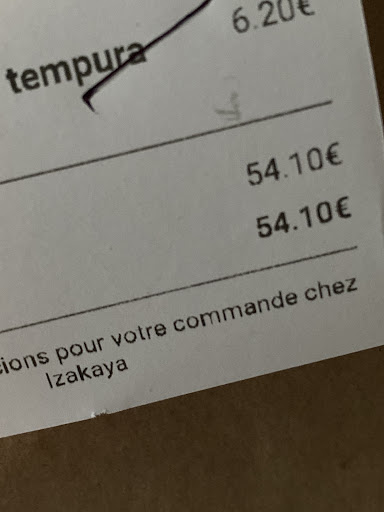 6.20€
tempura
54.10€
54.10€
ions pour votre commande chez
Izakaya